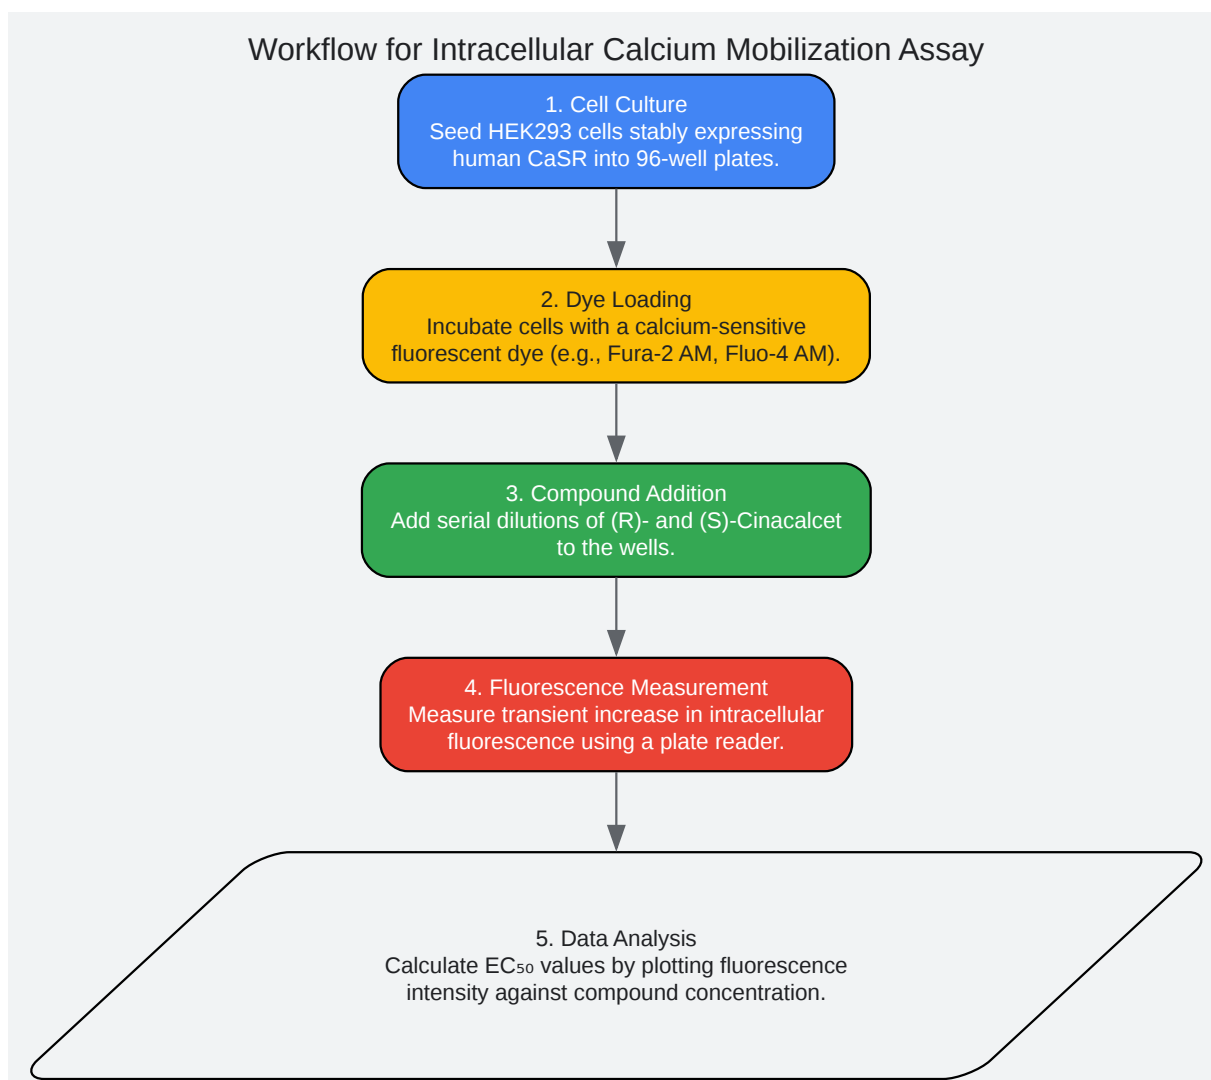 Workflow for Intracellular Calcium Mobilization Assay
1. Cell Culture
Seed HEK293 cells stably expressing
human CaSR into 96-well plates.
2. Dye Loading
Incubate cells with a calcium-sensitive
fluorescent dye (e.g., Fura-2 AM, Fluo-4 AM).
3. Compound Addition
Add serial dilutions of (R)- and (S)-Cinacalcet
to the wells.
4. Fluorescence Measurement
Measure transient increase in intracellular
fluorescence using a plate reader.
5. Data Analysis
Calculate EC₅₀ values by plotting fluorescence
intensity against compound concentration.